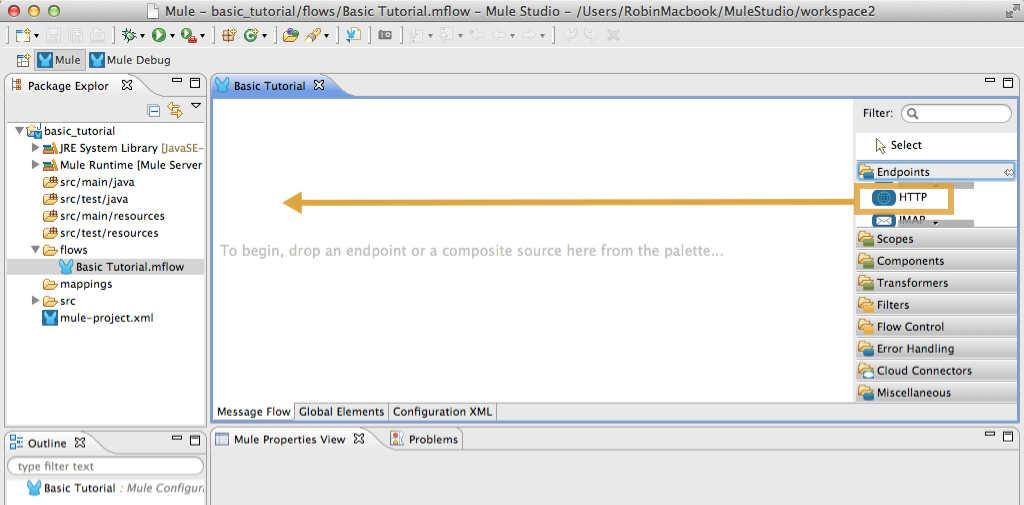 Mule – basic_tutorial/flows/Basic Tutorial.mflow – Mule Studio – /Users/RobinMacbook/MuleStudio/workspace2
Mule
Mule Debug
Package Explor
basic_tutorial
JRE System Library [JavaSE-
Mule Runtime [Mule Server
src/main/java
src/test/java
src/main/resources
src/test/resources
flows
Basic Tutorial.mflow
mappings
src
mule-project.xml
Outline
type filter text
Basic Tutorial : Mule Configura
Basic Tutorial
To begin, drop an endpoint or a composite source here from the palette...
Filter:
Select
Endpoints
HTTP
IMAP
Scopes
Components
Transformers
Filters
Flow Control
Error Handling
Cloud Connectors
Miscellaneous
Message Flow
Global Elements
Configuration XML
Mule Properties View
Problems